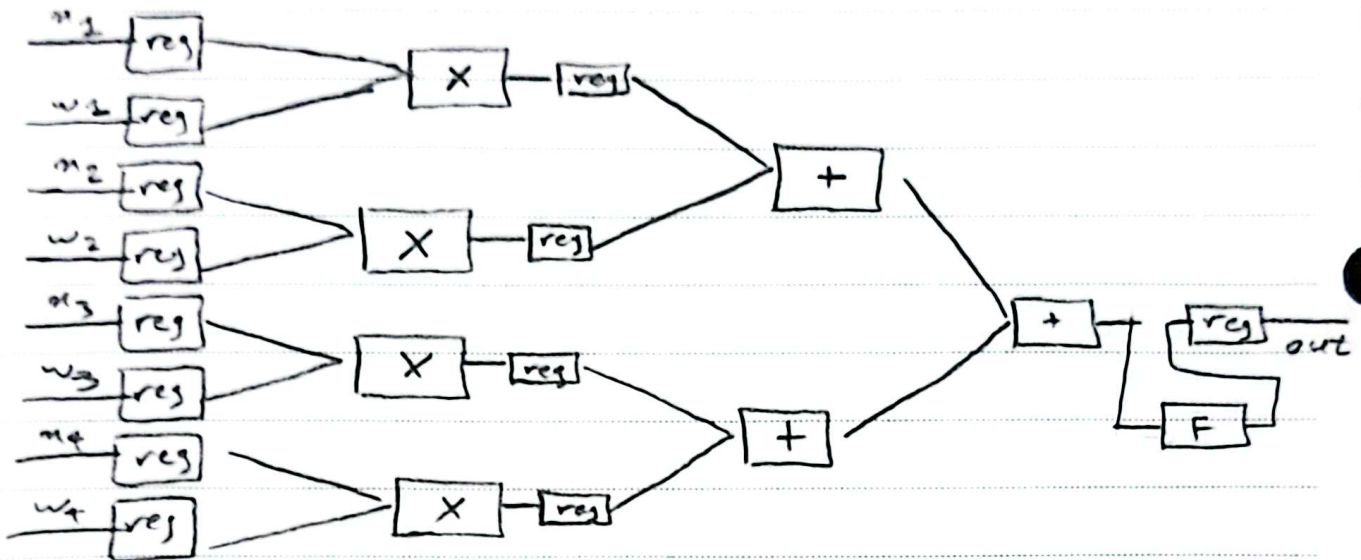 x1 reg
X reg
w1 reg
x2 reg
+
w2 reg
X reg
x3 reg
+ reg out
w3 reg
X reg
F
x4 reg
+
w4 reg
X reg